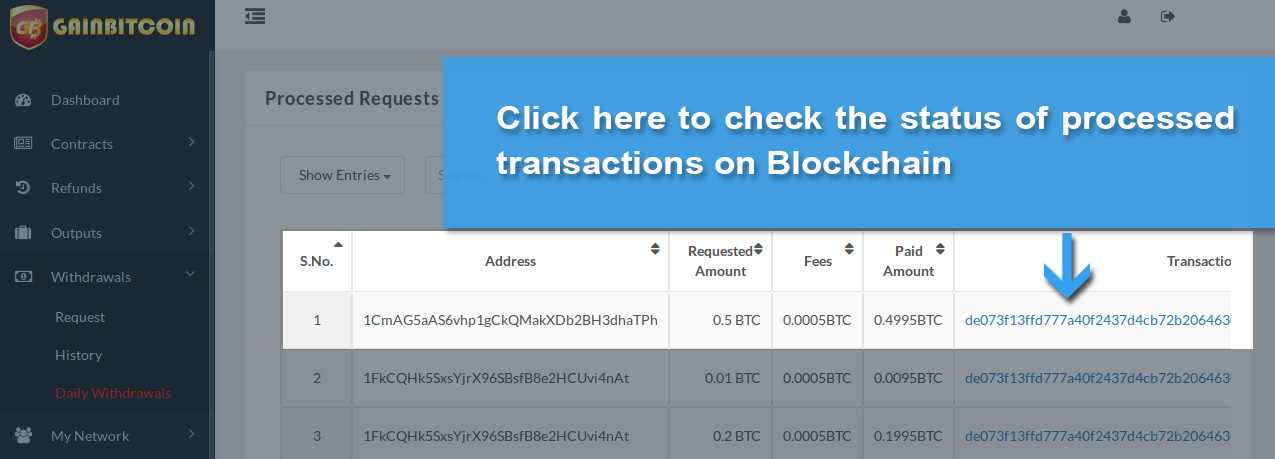 GAINBITCOIN
Dashboard
Contracts
Refunds
Outputs
Withdrawals
Request
History
Daily Withdrawals
My Network
Processed Requests
Click here to check the status of processed
transactions on Blockchain
Show Entries
Search...
S.No. Address Requested Amount Fees Paid Amount Transactio
1 1CmAG5aAS6vhp1gCkQMakXDb2BH3dhaTPh 0.5 BTC 0.0005BTC 0.4995BTC de073f13ffd777a40f2437d4cb72b206463
2 1FkCQHk5SxsYjrX96SBsfB8e2HCUvi4nAt 0.01 BTC 0.0005BTC 0.0095BTC de073f13ffd777a40f2437d4cb72b206463
3 1FkCQHk5SxsYjrX96SBsfB8e2HCUvi4nAt 0.2 BTC 0.0005BTC 0.1995BTC de073f13ffd777a40f2437d4cb72b206463